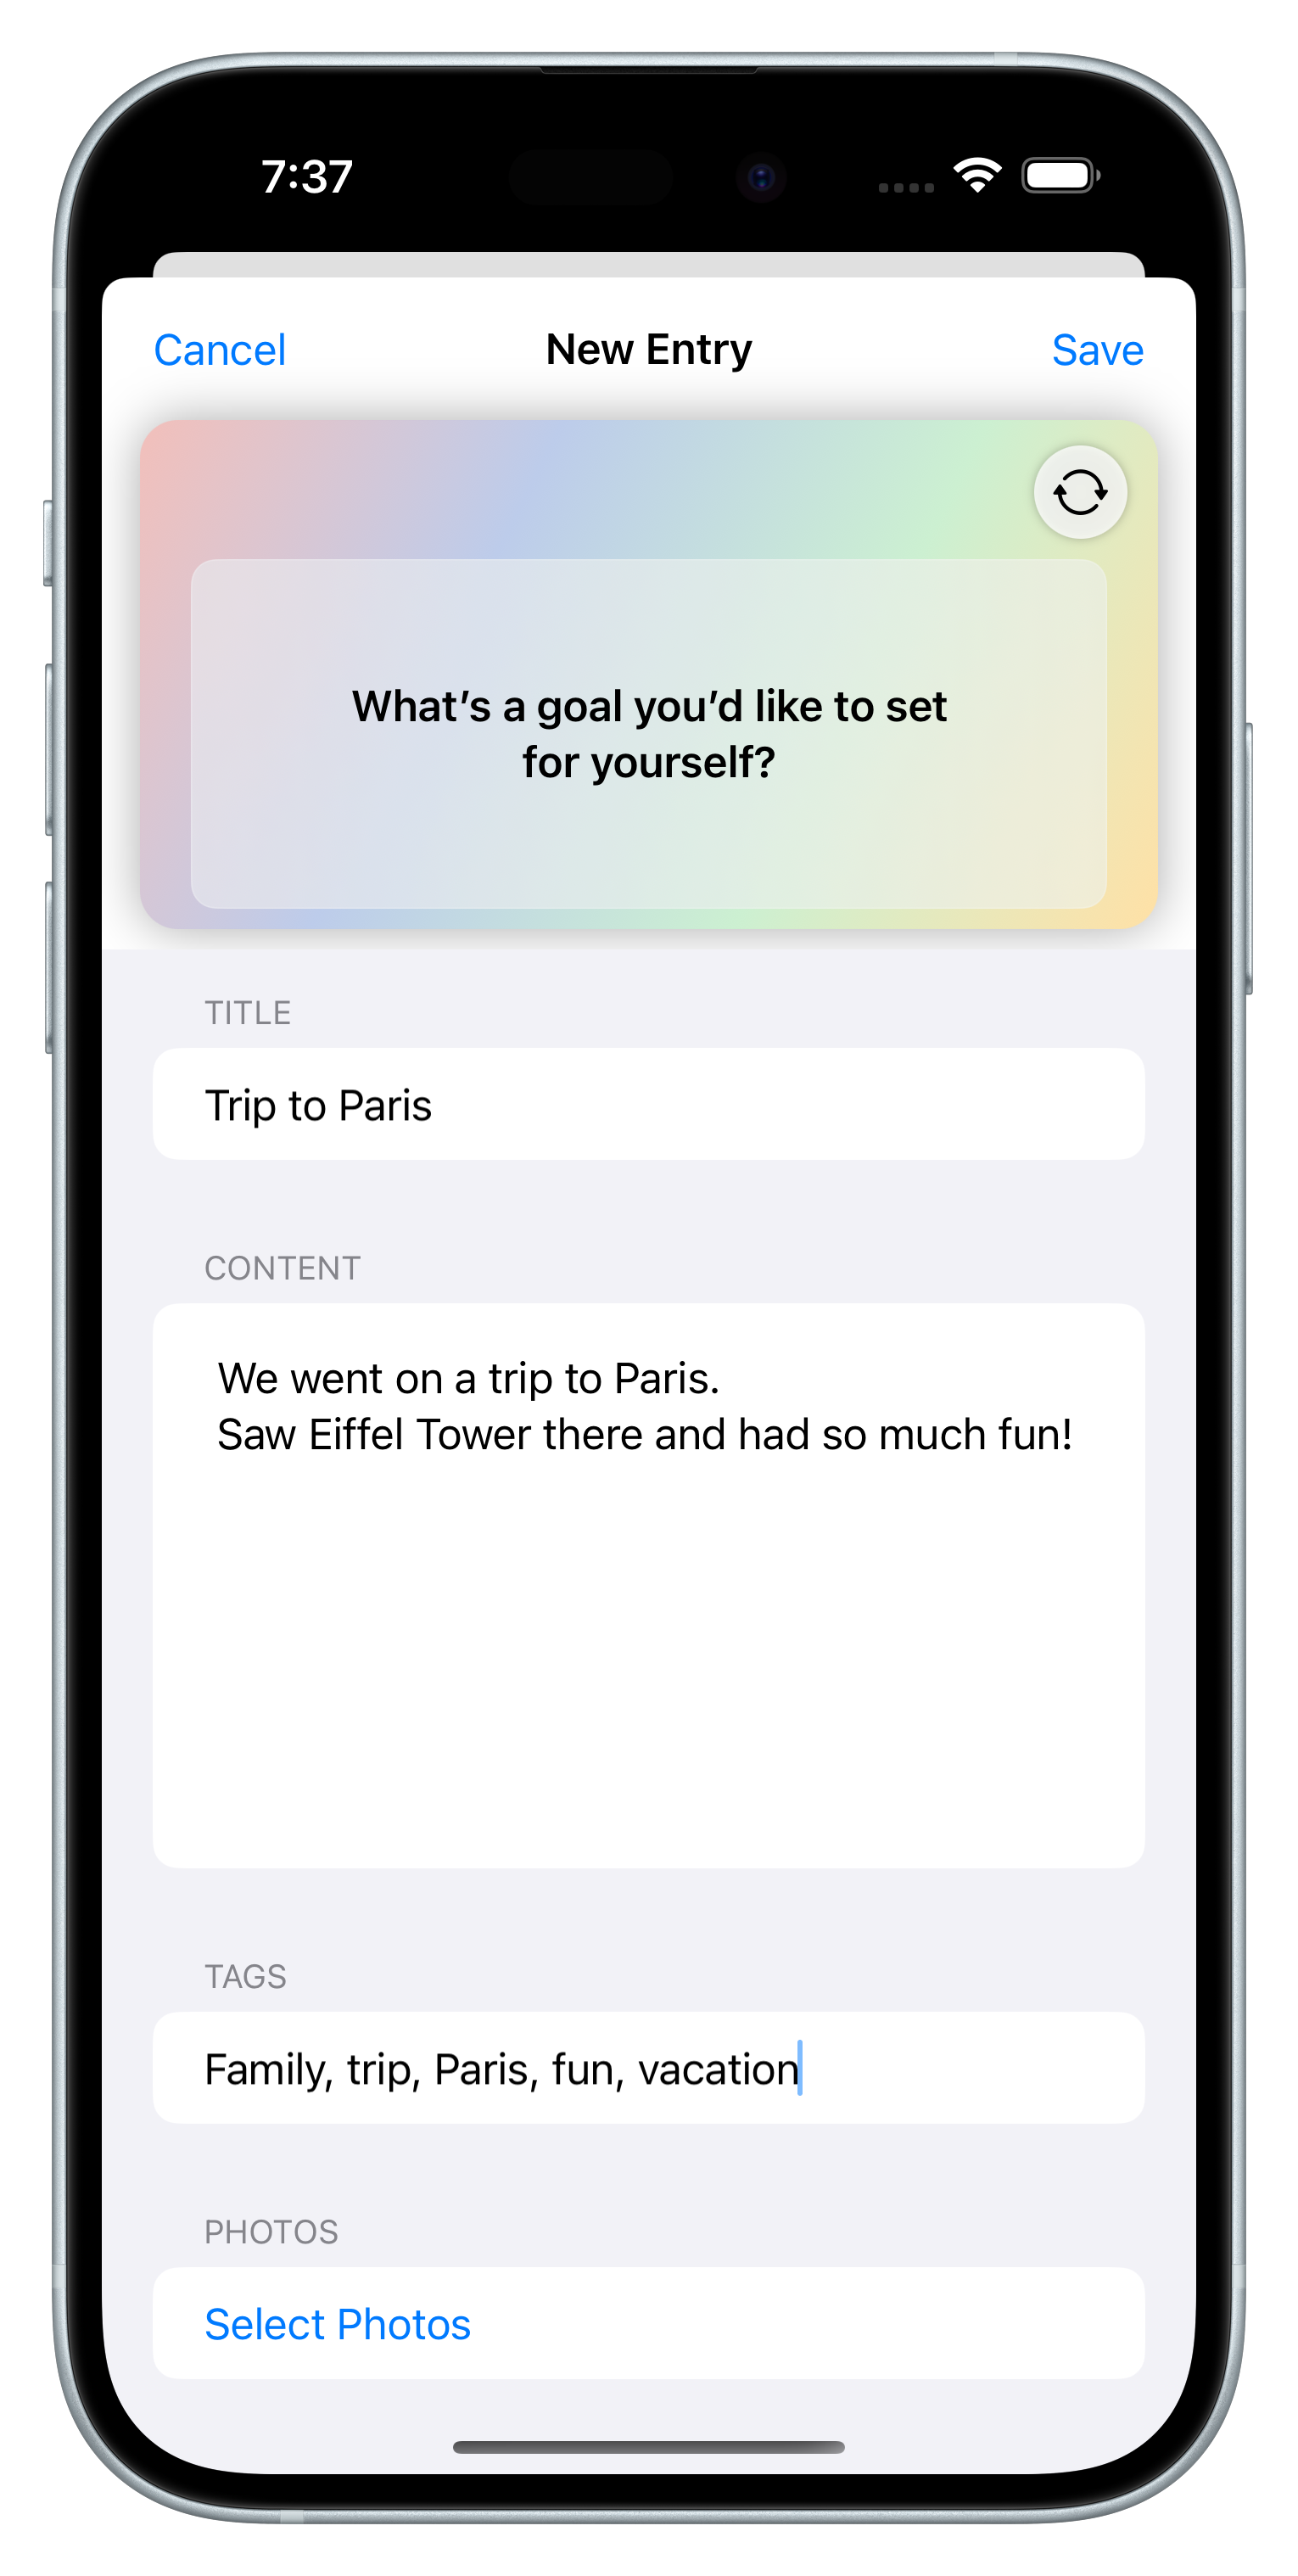 7:37
Cancel New Entry Save
What’s a goal you’d like to set
for yourself?
TITLE
Trip to Paris
CONTENT
We went on a trip to Paris.
Saw Eiffel Tower there and had so much fun!
TAGS
Family, trip, Paris, fun, vacation
PHOTOS
Select Photos